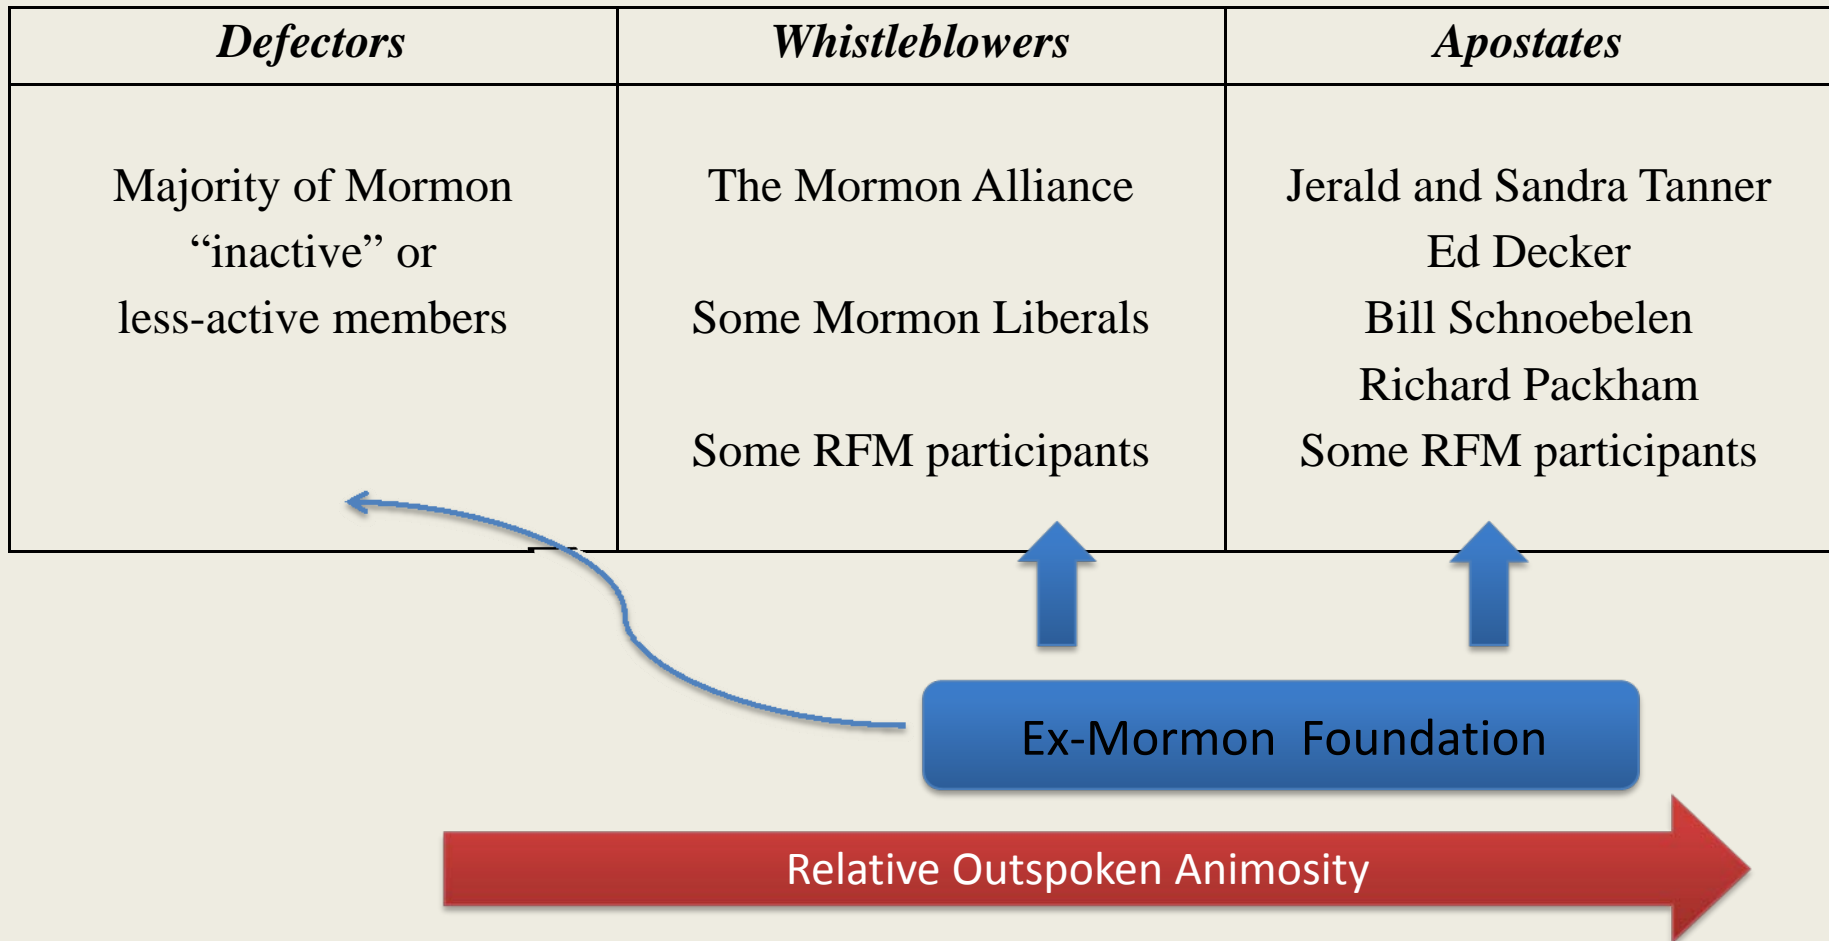 Defectors
Whistleblowers
Apostates
Majority of Mormon
“inactive” or
less-active members
The Mormon Alliance
Some Mormon Liberals
Some RFM participants
Jerald and Sandra Tanner
Ed Decker
Bill Schnoebelen
Richard Packham
Some RFM participants
Ex-Mormon Foundation
Relative Outspoken Animosity